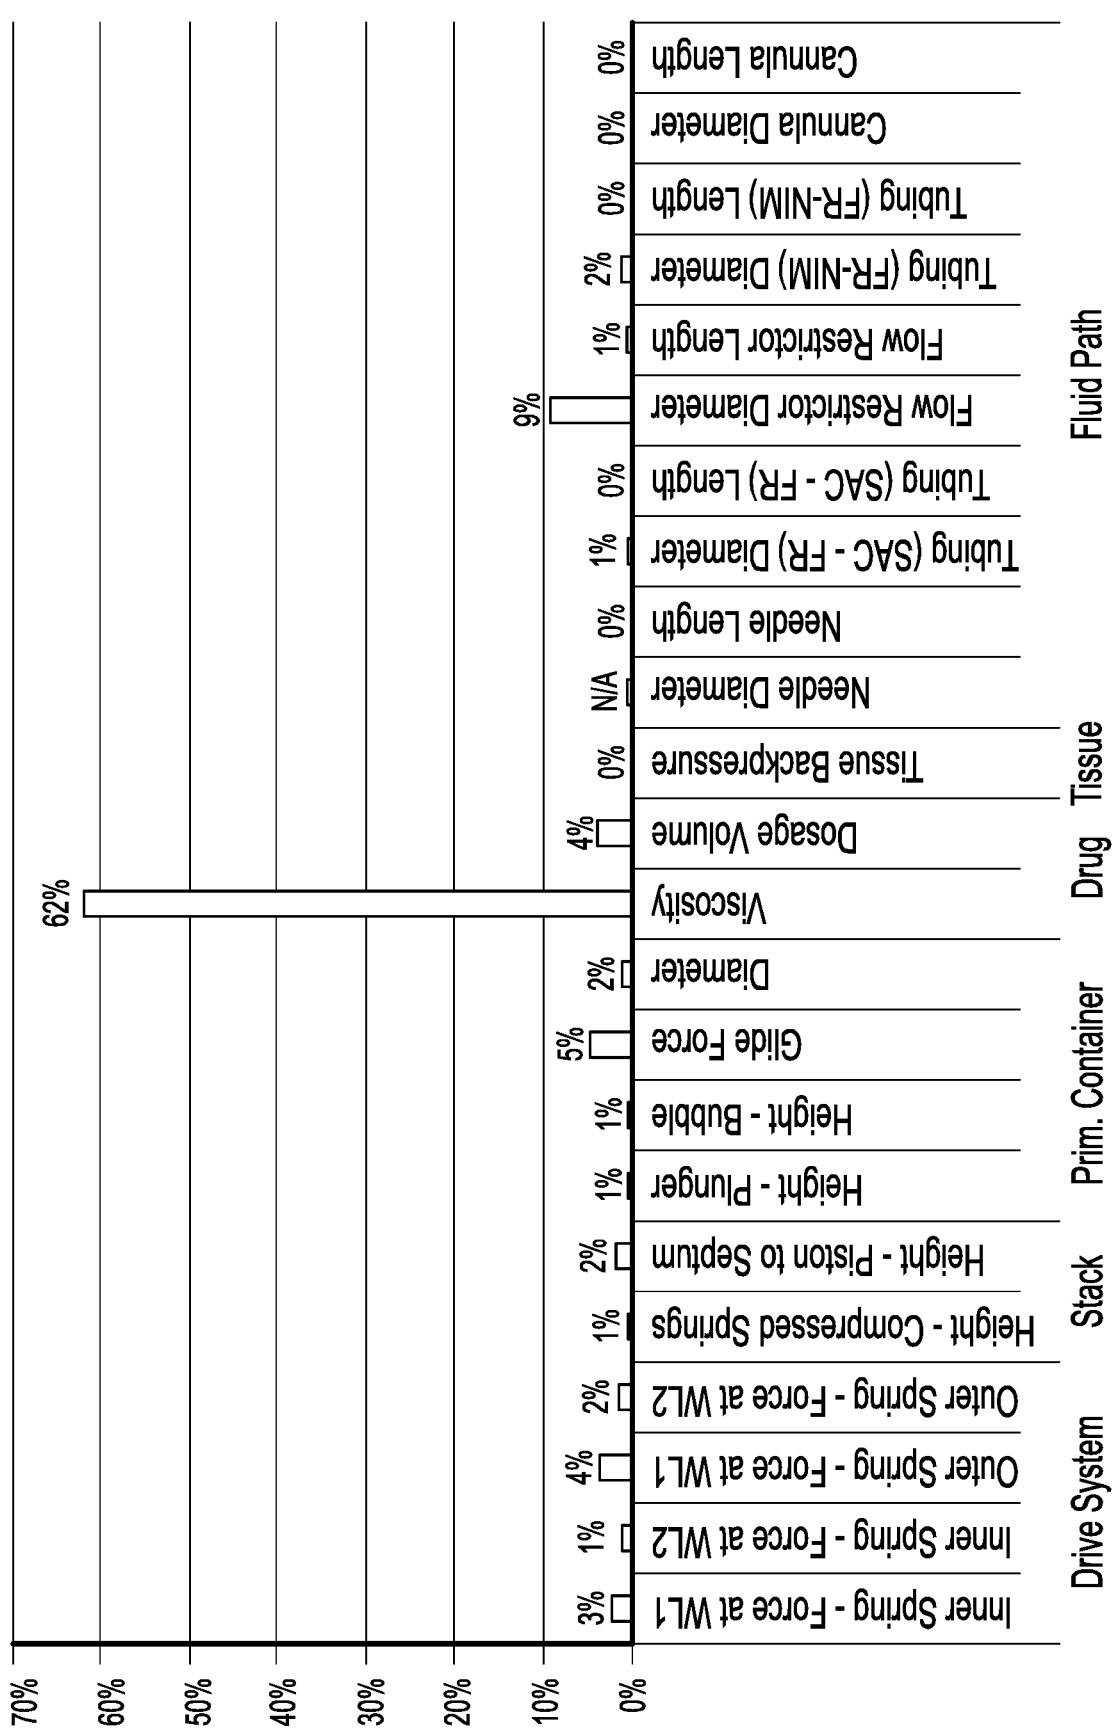 70%
60%
50%
40%
30%
20%
10%
0%
3%
1%
4%
2%
1%
2%
1%
1%
5%
2%
62%
4%
0%
N/A
0%
1%
0%
9%
1%
2%
0%
0%
0%
Inner Spring - Force at WL1
Inner Spring - Force at WL2
Outer Spring - Force at WL1
Outer Spring - Force at WL2
Height - Compressed Springs
Height - Piston to Septum
Height - Plunger
Height - Bubble
Glide Force
Diameter
Viscosity
Dosage Volume
Tissue Backpressure
Needle Diameter
Needle Length
Tubing (SAC - FR) Diameter
Tubing (SAC - FR) Length
Flow Restrictor Diameter
Flow Restrictor Length
Tubing (FR-NIM) Diameter
Tubing (FR-NIM) Length
Cannula Diameter
Cannula Length
Drive System
Stack
Prim. Container
Drug
Tissue
Fluid Path